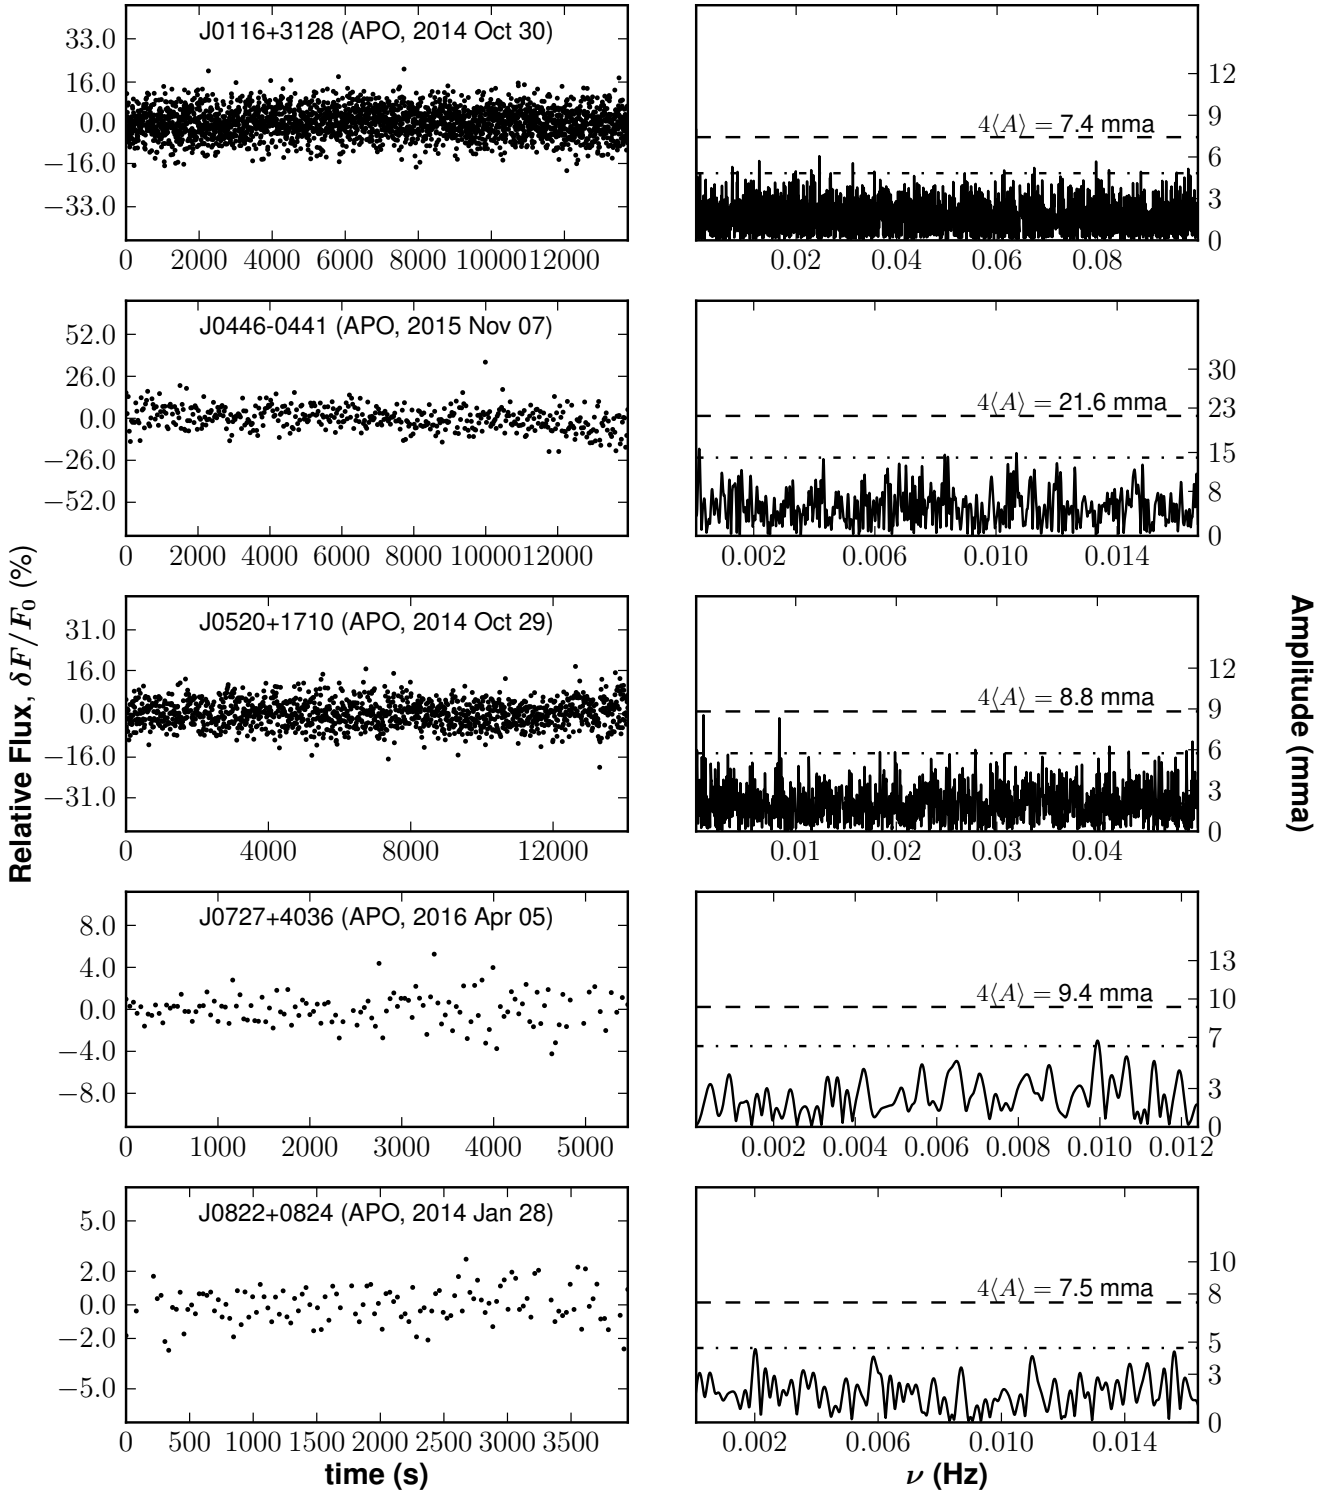 J0116+3128 (APO, 2014 Oct 30)
33.0
16.0
0.0
−16.0
−33.0
0 2000 4000 6000 8000 10000 12000
4⟨A⟩ = 7.4 mma
12
9
6
3
0
0.02 0.04 0.06 0.08
J0446-0441 (APO, 2015 Nov 07)
52.0
26.0
0.0
−26.0
−52.0
0 2000 4000 6000 8000 10000 12000
4⟨A⟩ = 21.6 mma
30
23
15
8
0
0.002 0.006 0.010 0.014
J0520+1710 (APO, 2014 Oct 29)
31.0
16.0
0.0
−16.0
−31.0
0 4000 8000 12000
4⟨A⟩ = 8.8 mma
12
9
6
3
0
0.01 0.02 0.03 0.04
J0727+4036 (APO, 2016 Apr 05)
8.0
4.0
0.0
−4.0
−8.0
0 1000 2000 3000 4000 5000
4⟨A⟩ = 9.4 mma
13
10
7
3
0
0.002 0.004 0.006 0.008 0.010 0.012
J0822+0824 (APO, 2014 Jan 28)
5.0
2.0
0.0
−2.0
−5.0
0 500 1000 1500 2000 2500 3000 3500
4⟨A⟩ = 7.5 mma
10
8
5
3
0
0.002 0.006 0.010 0.014
Relative Flux, δF/F₀ (%)
Amplitude (mma)
time (s)
ν (Hz)